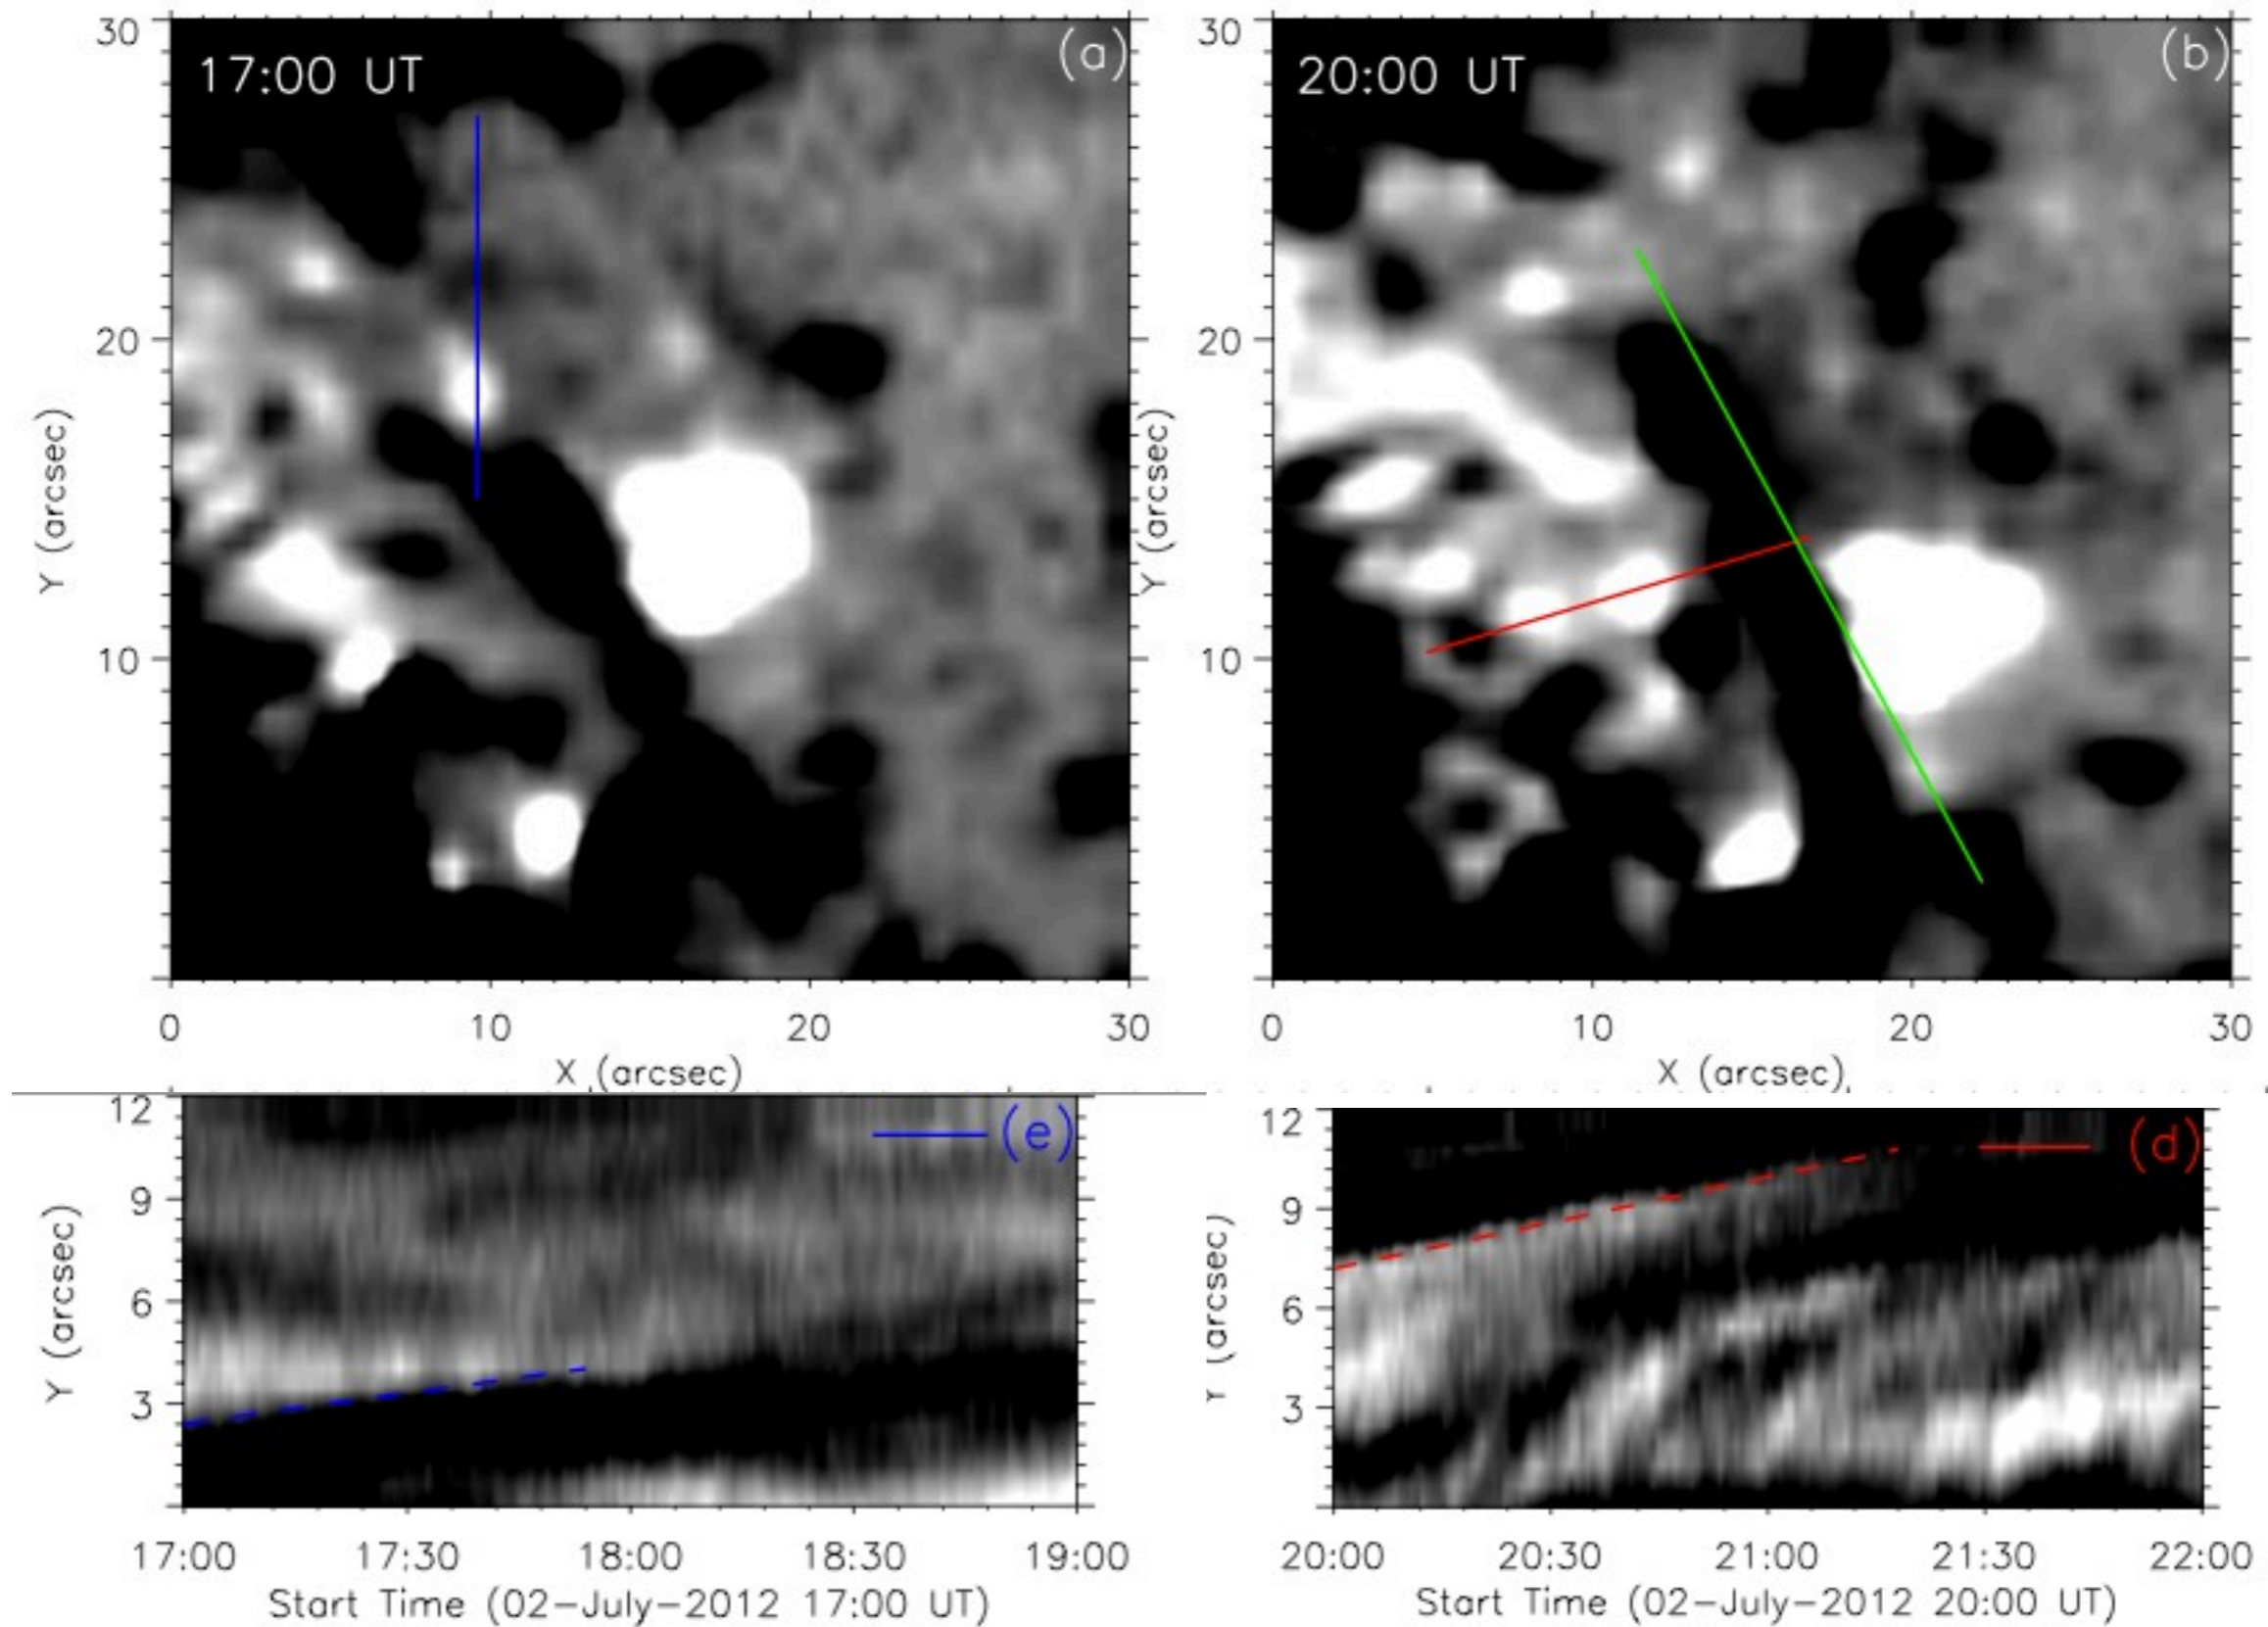 30
17:00 UT
(a)
20
10
Y (arcsec)
0 10 20 30
X (arcsec)
30
20:00 UT
(b)
20
10
Y (arcsec)
0 10 20 30
X (arcsec)
12
9
6
3
Y (arcsec)
(e)
17:00 17:30 18:00 18:30 19:00
Start Time (02-July-2012 17:00 UT)
12
9
6
3
Y (arcsec)
(d)
20:00 20:30 21:00 21:30 22:00
Start Time (02-July-2012 20:00 UT)